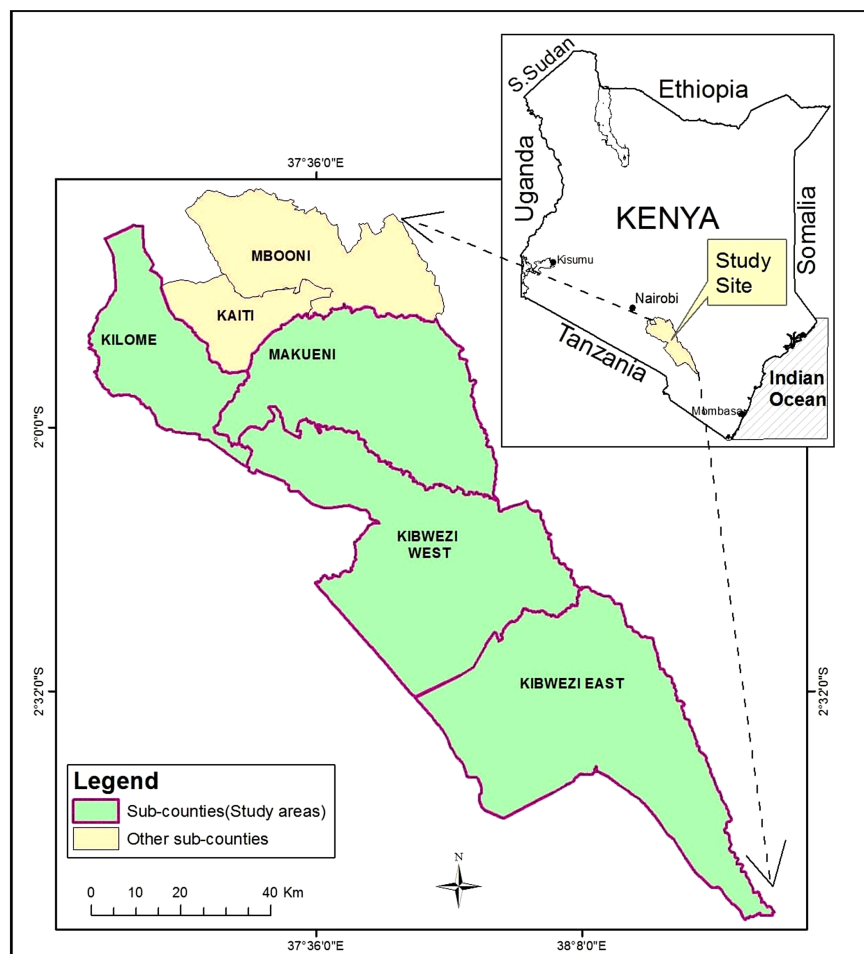 S.Sudan
Ethiopia
Uganda
KENYA
Somalia
Kisumu
Study
Site
Nairobi
Tanzania
Indian
Ocean
Mombasa
37°36'0"E
MBOONI
KAITI
KILOME
MAKUENI
2°0'0"S
KIBWEZI
WEST
KIBWEZI EAST
2°32'0"S
2°32'0"S
Legend
Sub-counties(Study areas)
Other sub-counties
N
0 10 20 40 Km
37°36'0"E
38°8'0"E